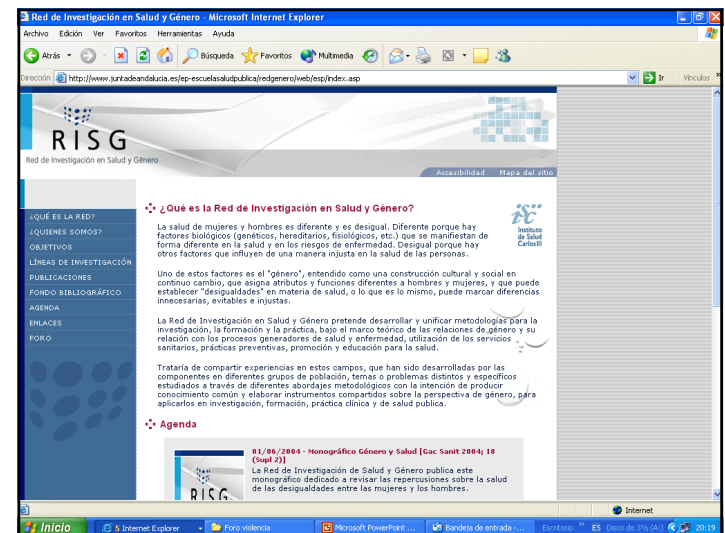 Red de Investigación en Salud y Género - Microsoft Internet Explorer
Archivo Edición Ver Favoritos Herramientas Ayuda
Atrás Búsqueda Favoritos Multimedia
Dirección http://www.juntadeandalucia.es/ep-escuelasaludpublica/redgenero/web/esp/index.asp Ir Vínculos »
RISG
Red de Investigación en Salud y Género
Accesibilidad Mapa del sitio
¿QUÉ ES LA RED?
¿QUIENES SOMOS?
OBJETIVOS
LÍNEAS DE INVESTIGACIÓN
PUBLICACIONES
FONDO BIBLIOGRÁFICO
AGENDA
ENLACES
FORO
¿Qué es la Red de Investigación en Salud y Género?
isc
Instituto
de Salud
Carlos III
La salud de mujeres y hombres es diferente y es desigual. Diferente porque hay
factores biológicos (genéticos, hereditarios, fisiológicos, etc.) que se manifiestan de
forma diferente en la salud y en los riesgos de enfermedad. Desigual porque hay
otros factores que influyen de una manera injusta en la salud de las personas.
Uno de estos factores es el "género", entendido como una construcción cultural y social en
continuo cambio, que asigna atributos y funciones diferentes a hombres y mujeres, y que puede
establecer "desigualdades" en materia de salud, o lo que es lo mismo, puede marcar diferencias
innecesarias, evitables e injustas.
La Red de Investigación en Salud y Género pretende desarrollar y unificar metodologías para la
investigación, la formación y la práctica, bajo el marco teórico de las relaciones de género y su
relación con los procesos generadores de salud y enfermedad, utilización de los servicios
sanitarios, prácticas preventivas, promoción y educación para la salud.
Trataría de compartir experiencias en estos campos, que han sido desarrolladas por las
componentes en diferentes grupos de población, temas o problemas distintos y específicos
estudiados a través de diferentes abordajes metodológicos con la intención de producir
conocimiento común y elaborar instrumentos compartidos sobre la perspectiva de género, para
aplicarlos en investigación, formación, práctica clínica y de salud publica.
Agenda
01/06/2004 - Monográfico Género y Salud [Gac Sanit 2004; 18
(Supl 2)]
La Red de Investigación de Salud y Género publica este
monográfico dedicado a revisar las repercusiones sobre la salud
de las desigualdades entre las mujeres y los hombres.
RISG
Internet
Inicio 5 Internet Explorer Foro violencia Microsoft PowerPoint ... Bandeja de entrada -... Escritorio » ES Disco de 3½ (A:) 20:19